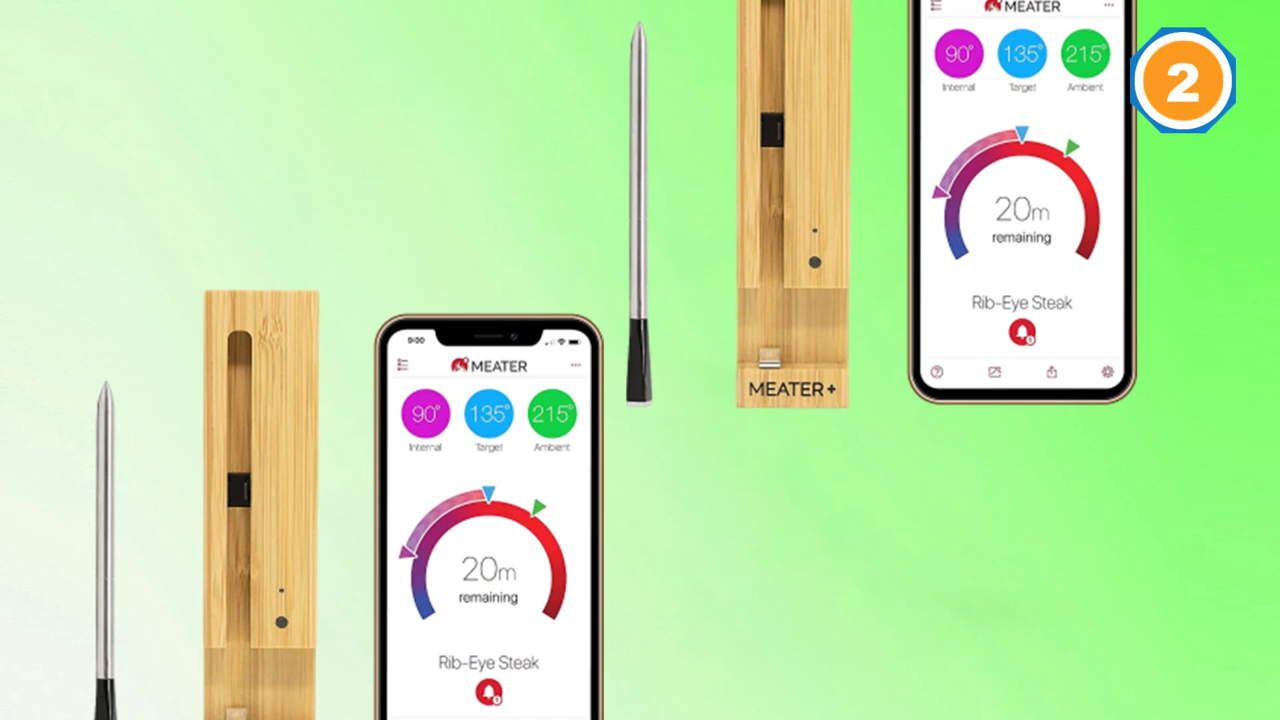 MEATER
90° 135° 215°
Internal Target Ambient
20m
remaining
Rib-Eye Steak
MEATER+
2
9:00
MEATER
90° 135° 215°
Internal Target Ambient
20m
remaining
Rib-Eye Steak